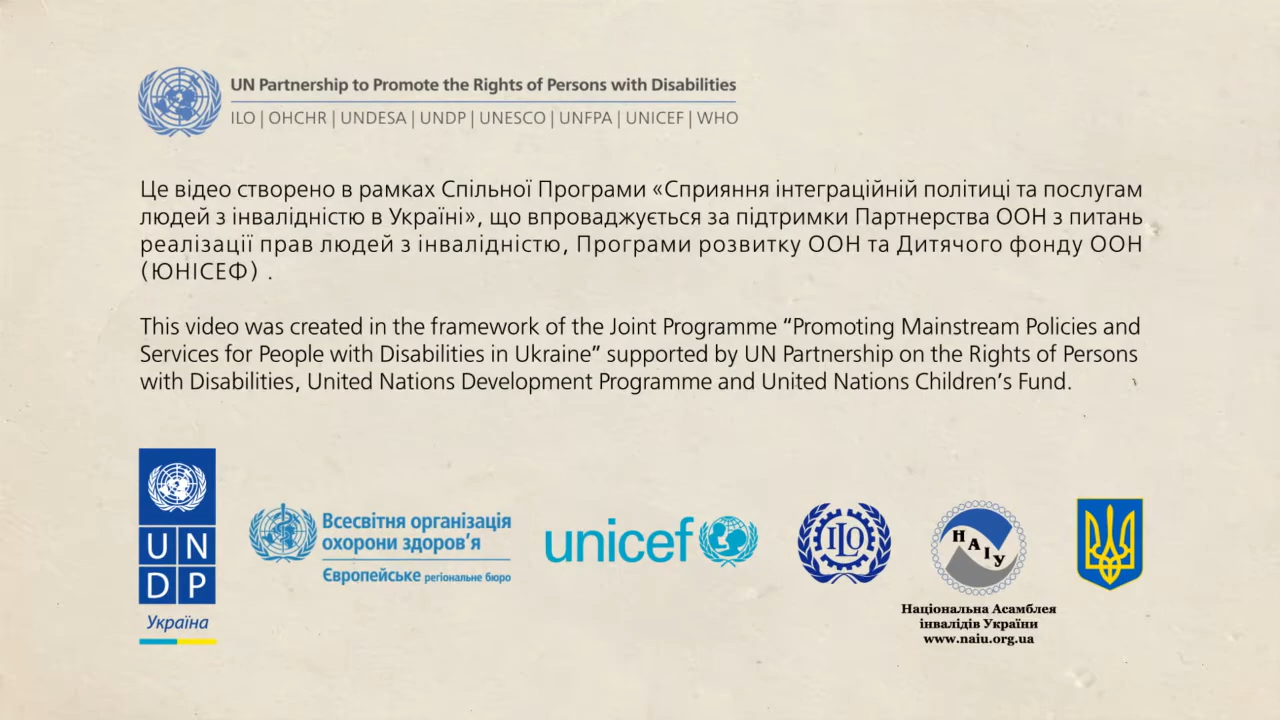 UN Partnership to Promote the Rights of Persons with Disabilities
ILO | OHCHR | UNDESA | UNDP | UNESCO | UNFPA | UNICEF | WHO
Це відео створено в рамках Спільної Програми «Сприяння інтеграційній політиці та послугам
людей з інвалідністю в Україні», що впроваджується за підтримки Партнерства ООН з питань
реалізації прав людей з інвалідністю, Програми розвитку ООН та Дитячого фонду ООН
(ЮНІСЕФ) .
This video was created in the framework of the Joint Programme “Promoting Mainstream Policies and
Services for People with Disabilities in Ukraine” supported by UN Partnership on the Rights of Persons
with Disabilities, United Nations Development Programme and United Nations Children’s Fund.
UN
DP
Україна
Всесвітня організація
охорони здоров’я
Європейське регіональне бюро
unicef
ILO
НАІУ
Національна Асамблея
інвалідів України
www.naiu.org.ua